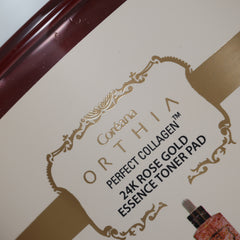 Coreana
ORTHIA
PERFECT COLLAGEN™
24K ROSE GOLD
ESSENCE TONER PAD